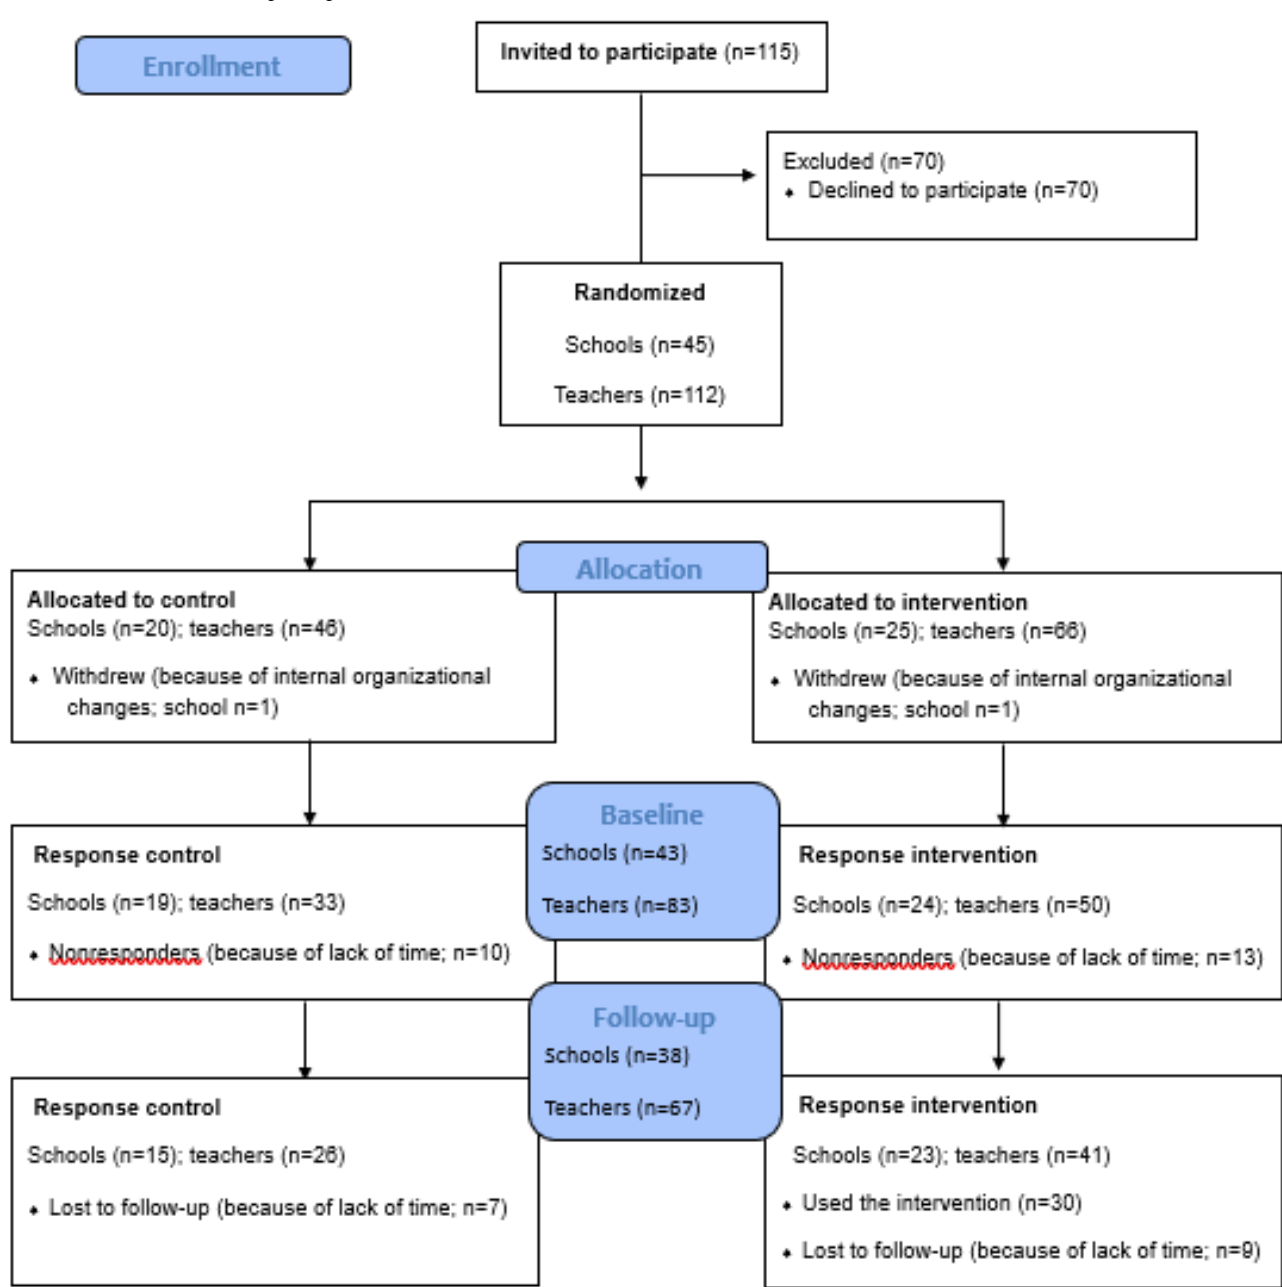 Enrollment
Invited to participate (n=115)
Excluded (n=70)
• Declined to participate (n=70)
Randomized
Schools (n=45)
Teachers (n=112)
Allocation
Allocated to control
Schools (n=20); teachers (n=46)
• Withdrew (because of internal organizational
changes; school n=1)
Allocated to intervention
Schools (n=25); teachers (n=66)
• Withdrew (because of internal organizational
changes; school n=1)
Baseline
Schools (n=43)
Teachers (n=83)
Response control
Schools (n=19); teachers (n=33)
• Nonresponders (because of lack of time; n=10)
Response intervention
Schools (n=24); teachers (n=50)
• Nonresponders (because of lack of time; n=13)
Follow-up
Schools (n=38)
Teachers (n=67)
Response control
Schools (n=15); teachers (n=26)
• Lost to follow-up (because of lack of time; n=7)
Response intervention
Schools (n=23); teachers (n=41)
• Used the intervention (n=30)
• Lost to follow-up (because of lack of time; n=9)